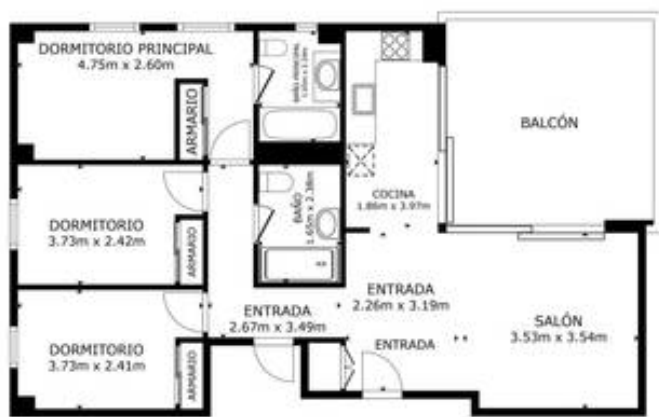 DORMITORIO PRINCIPAL
4.75m x 2.60m
ARMARIO
BAÑO PRINCIPAL
BALCÓN
COCINA
1.86m x 3.97m
DORMITORIO
3.73m x 2.42m
ARMARIO
BAÑO
1.65m x 2.38m
ENTRADA
2.67m x 3.49m
ENTRADA
2.26m x 3.19m
ENTRADA
SALÓN
3.53m x 3.54m
DORMITORIO
3.73m x 2.41m
ARMARIO